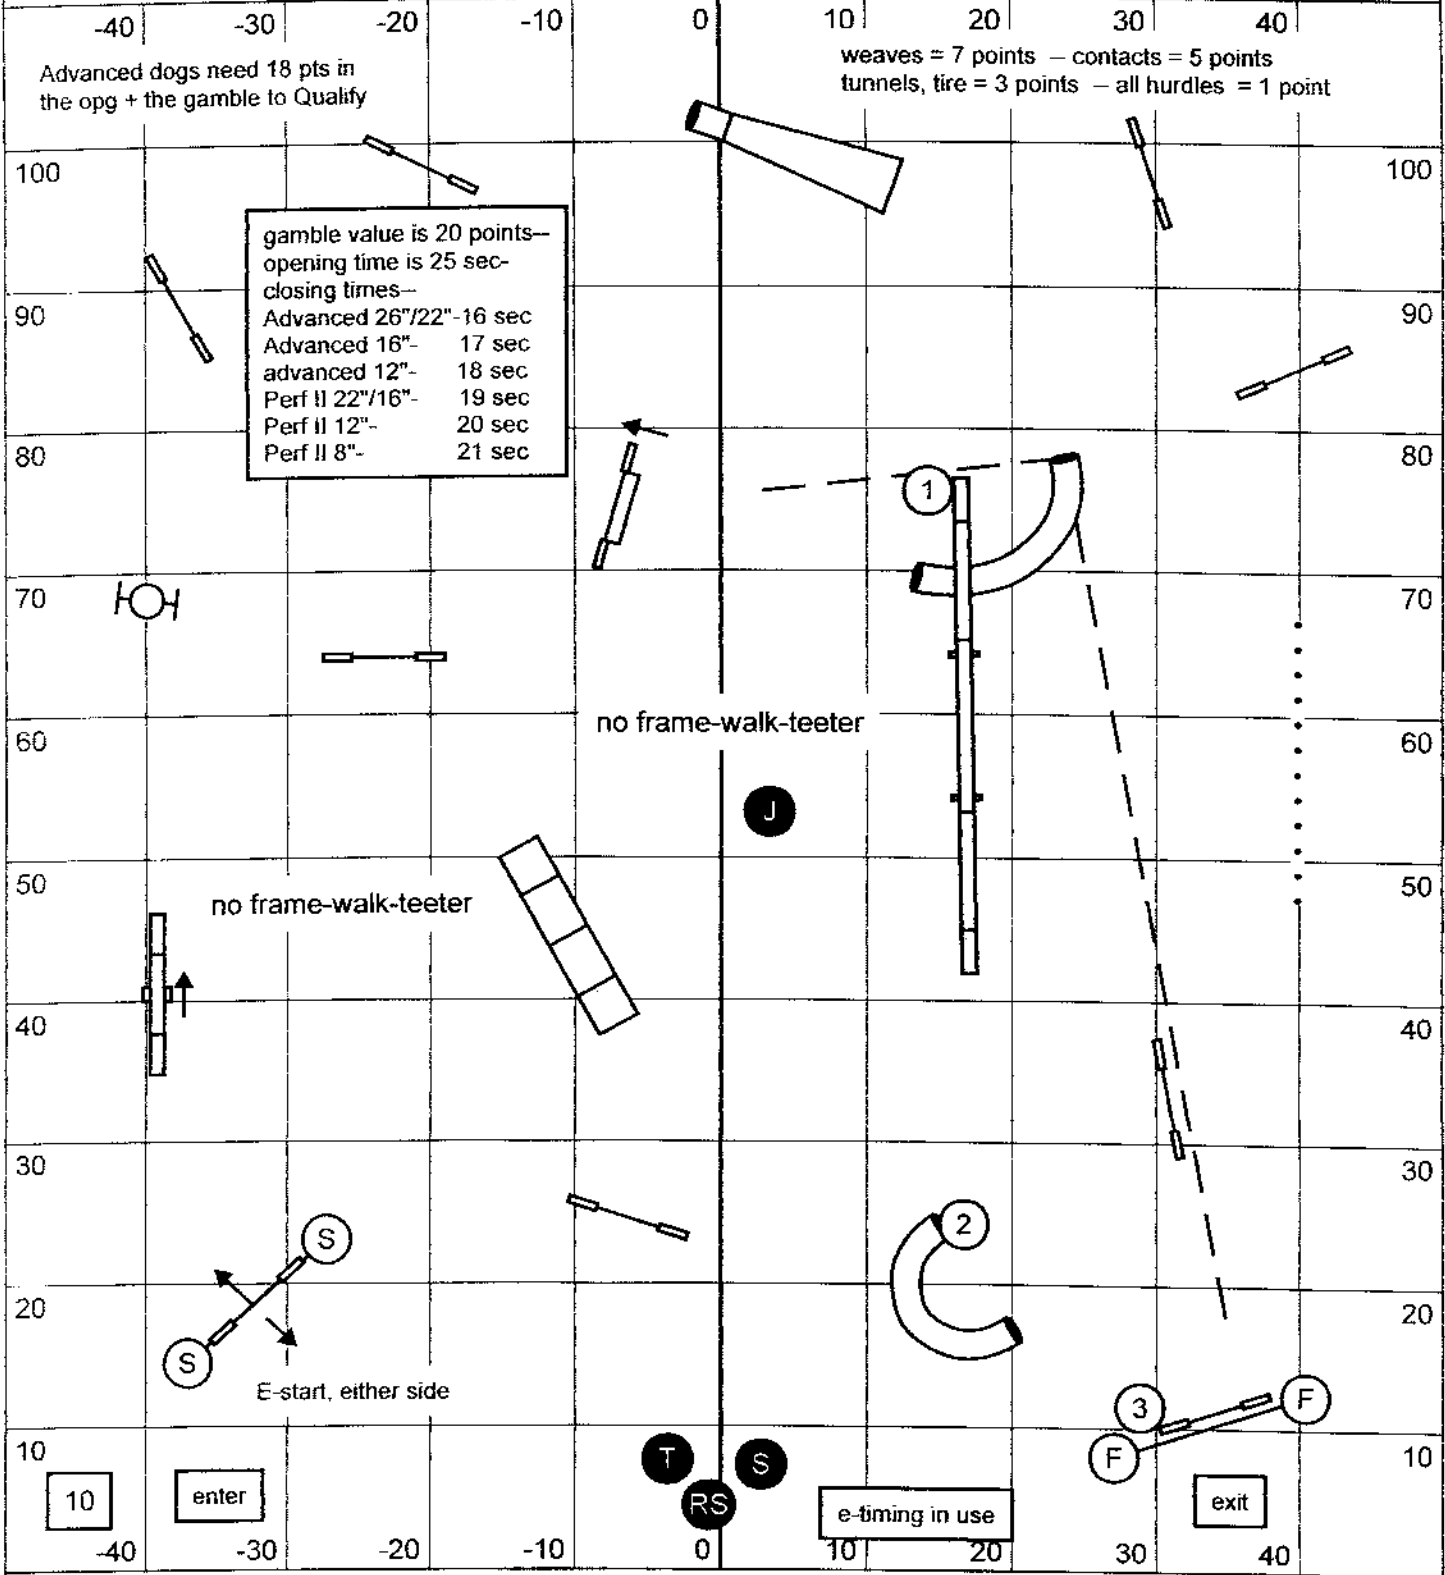 -40 -30 -20 -10 0 10 20 30 40
Advanced dogs need 18 pts in
the opg + the gamble to Qualify
weaves = 7 points – contacts = 5 points
tunnels, tire = 3 points – all hurdles = 1 point
100 100
gamble value is 20 points–
opening time is 25 sec-
closing times–
Advanced 26"/22"-16 sec
Advanced 16"- 17 sec
advanced 12"- 18 sec
Perf II 22"/16"- 19 sec
Perf II 12"- 20 sec
Perf II 8"- 21 sec
90 90
80 80
1
70 70
no frame-walk-teeter
60 60
J
50 50
no frame-walk-teeter
40 40
30 30
2
S
20 20
S
E-start, either side
3 F
F
10 10
T S
RS
10 enter
e-timing in use
exit
-40 -30 -20 -10 0 10 20 30 40